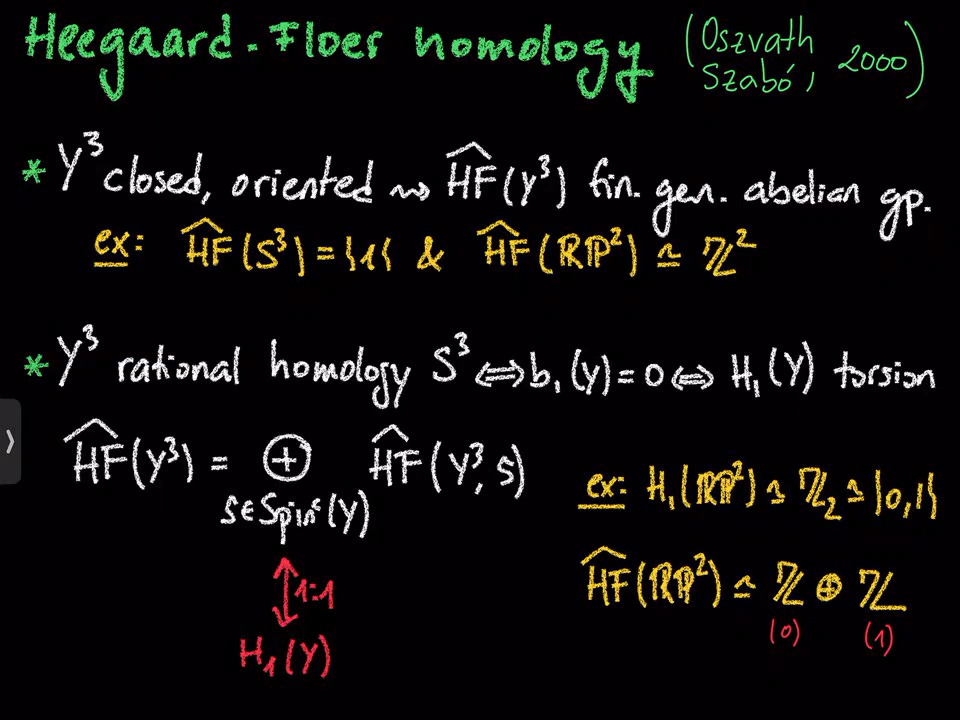 Heegaard-Floer homology (Oszvath
Szabó, 2000)
* Y³ closed, oriented ⇝ ĤF(Y³) fin. gen. abelian gp.
ex: ĤF(S³) = {1} & ĤF(RP²) ≃ ℤ²
* Y³ rational homology S³ ⟺ b₁(Y) = 0 ⟺ H₁(Y) torsion
ĤF(Y³) = ⊕ ĤF(Y³, s)
s∈Spinᶜ(Y)
ex: H₁(RP²) ≃ ℤ₂ ≃ {0,1}
1:1
ĤF(RP²) ≃ ℤ ⊕ ℤ
(0) (1)
H₁(Y)